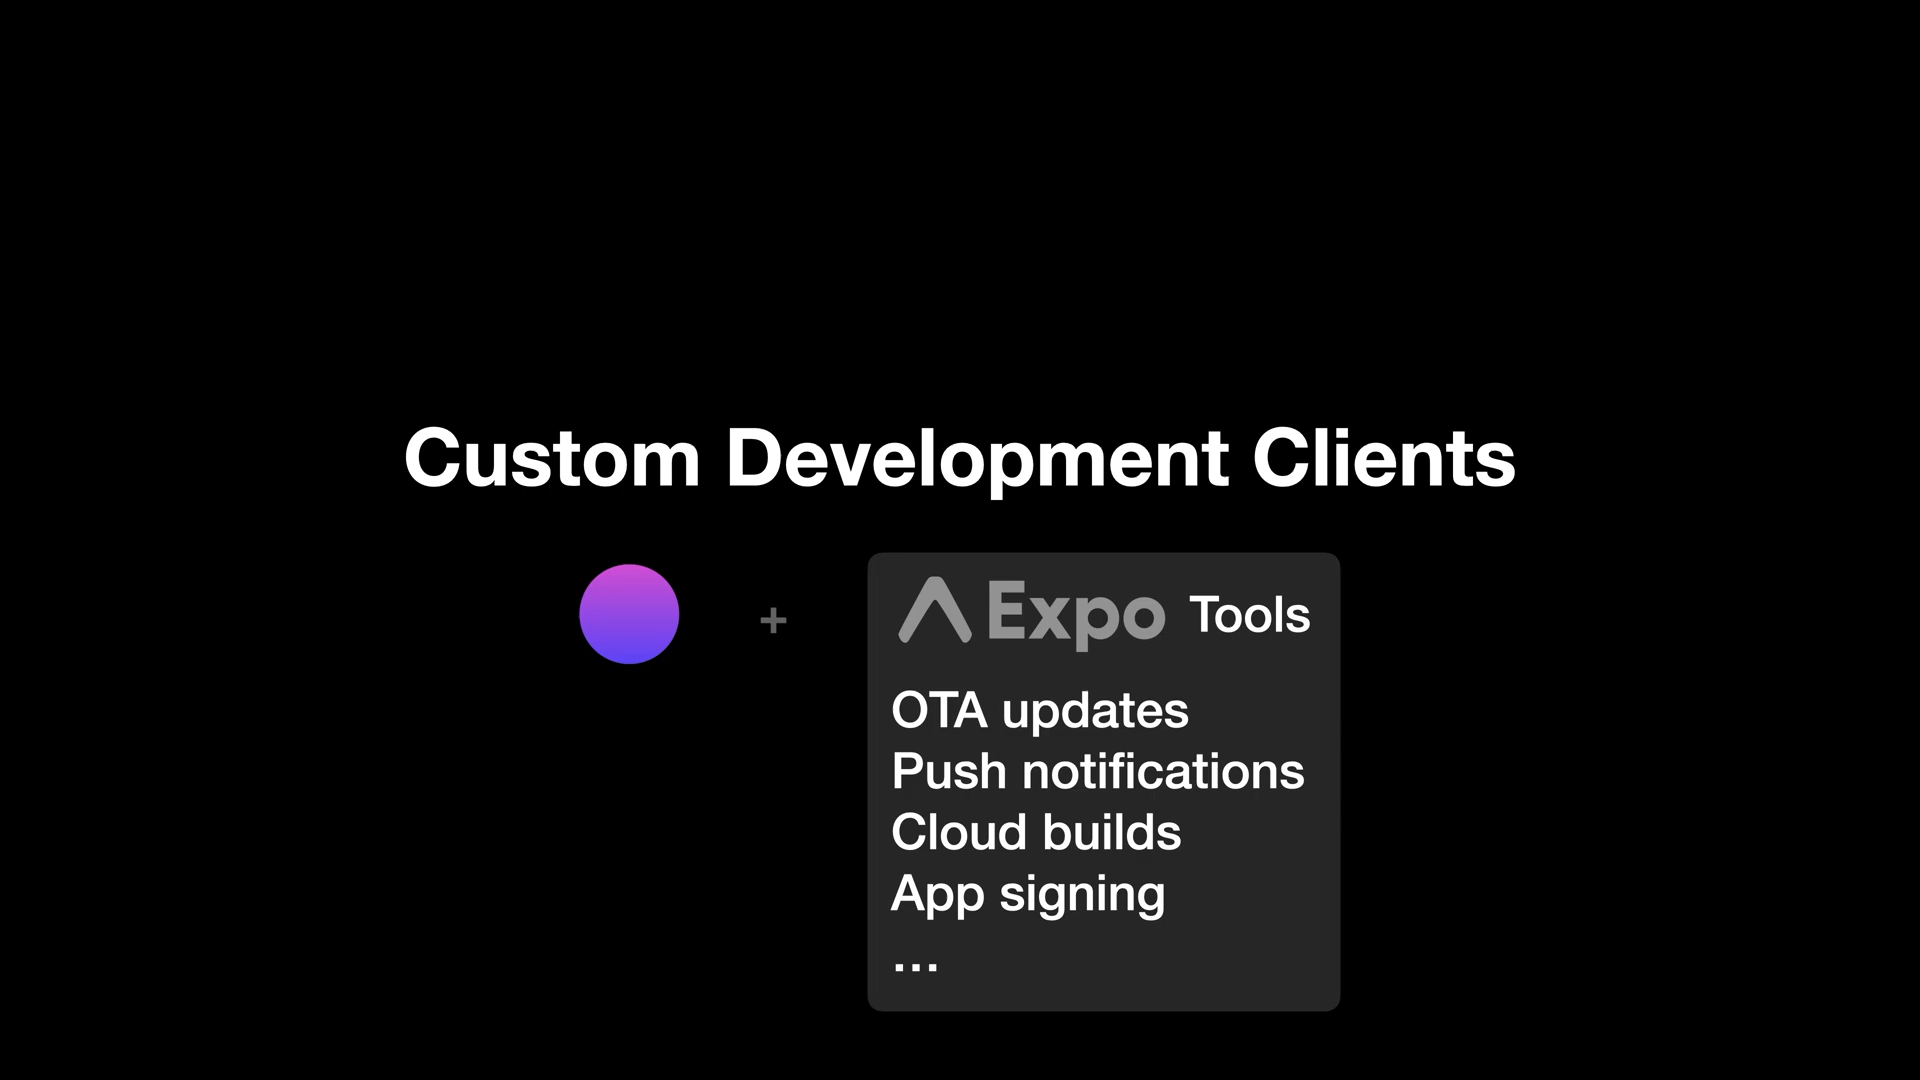 Custom Development Clients
+
Expo Tools
OTA updates
Push notifications
Cloud builds
App signing
...